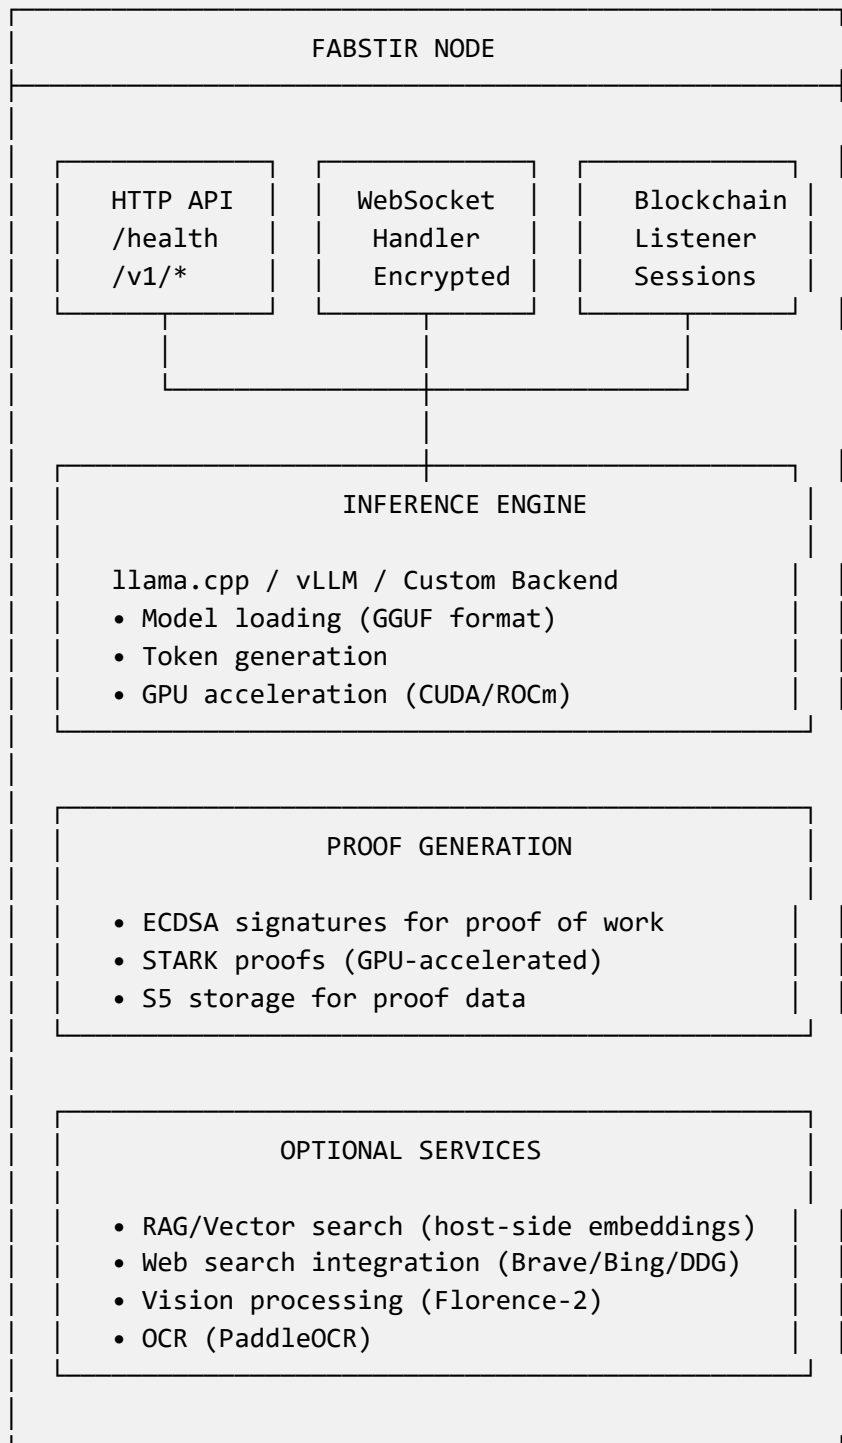 FABSTIR NODE
HTTP API WebSocket Blockchain
/health Handler Listener
/v1/* Encrypted Sessions
INFERENCE ENGINE
llama.cpp / vLLM / Custom Backend
• Model loading (GGUF format)
• Token generation
• GPU acceleration (CUDA/ROCm)
PROOF GENERATION
• ECDSA signatures for proof of work
• STARK proofs (GPU-accelerated)
• S5 storage for proof data
OPTIONAL SERVICES
• RAG/Vector search (host-side embeddings)
• Web search integration (Brave/Bing/DDG)
• Vision processing (Florence-2)
• OCR (PaddleOCR)